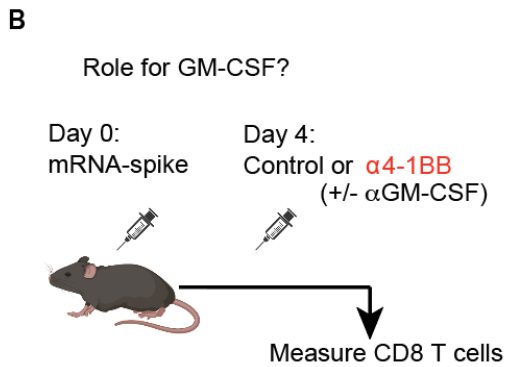 B
Role for GM-CSF?
Day 0:
mRNA-spike
Day 4:
Control or α4-1BB
(+/- αGM-CSF)
Measure CD8 T cells